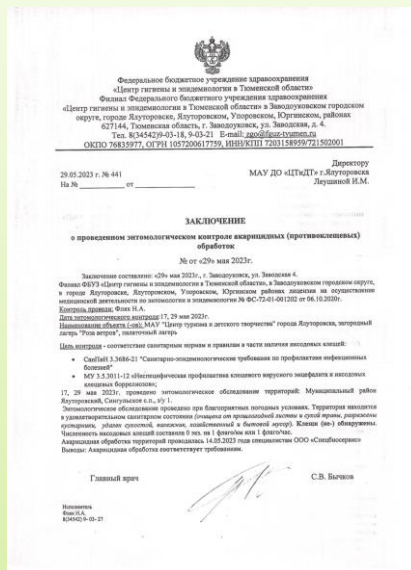 Федеральное бюджетное учреждение здравоохранения
«Центр гигиены и эпидемиологии в Тюменской области»
Филиал Федерального бюджетного учреждения здравоохранения
«Центр гигиены и эпидемиологии в Тюменской области» в Заводоуковском городском
округе, городе Ялуторовске, Ялуторовском, Упоровском, Юргинском, районах
627144, Тюменская область, г. Заводоуковск, ул. Заводская, д. 4.
Тел. 8(34542)9-03-18, 9-03-21 E-mail: zgo@fguz-tyumen.ru
ОКПО 76835977, ОГРН 1057200617759, ИНН/КПП 7203158959/721502001
Директору
29.05.2023 г. № 441 МАУ ДО «ЦТиДТ» г.Ялуторовска
На № от Леушиной И.М.
ЗАКЛЮЧЕНИЕ
о проведенном энтомологическом контроле акарицидных (противоклещевых)
обработок
№ от «29» мая 2023г.
Заключение составлено: «29» мая 2023г., г. Заводоуковск, ул. Заводская 4.
Филиал ФБУЗ «Центр гигиены и эпидемиологии в Тюменской области», в Заводоуковском городском округе,
в городе Ялуторовске, Ялуторовском, Упоровском, Юргинском районах лицензия на осуществление
медицинской деятельности по энтомологии и эпидемиологии № ФС-72-01-001202 от 06.10.2020г.
Контроль проведен: Фляк Н.А.
Дата энтомологического контроля: 17, 29 мая 2023г.
Наименование объекта (-ов): МАУ "Центр туризма и детского творчества" города Ялуторовска, загородный
лагерь "Роза ветров", палаточный лагерь
Цель контроля - соответствие санитарным нормам и правилам в части наличия иксодовых клещей:
• СанПиН 3.3686-21 "Санитарно-эпидемиологические требования по профилактике инфекционных
болезней"
• МУ 3.5.3011-12 «Неспецифическая профилактика клещевого вирусного энцефалита и иксодовых
клещевых боррелиозов»;
17, 29 мая 2023г. проведено энтомологическое обследование территорий: Муниципальный район
Ялуторовский, Сингульское с.п., з/у 1.
Энтомологическое обследование проведено при благоприятных погодных условиях. Территория находится
в удовлетворительном санитарном состоянии (очищена от прошлогодней листвы и сухой травы, разрежены
кустарники, удален сухостой, валежник, хозяйственный и бытовой мусор). Клещи (не-) обнаружены.
Численность иксодовых клещей составила 0 экз. на 1 флаго/км или 1 флаго/час.
Акарицидная обработка территорий проводилась 14.05.2023 года специалистам ООО «Спецбиосервис»
Выводы: Акарицидная обработка соответствует требованиям.
Главный врач С.В. Бычков
Исполнитель
Фляк Н.А.
8(34542) 9- 03- 27